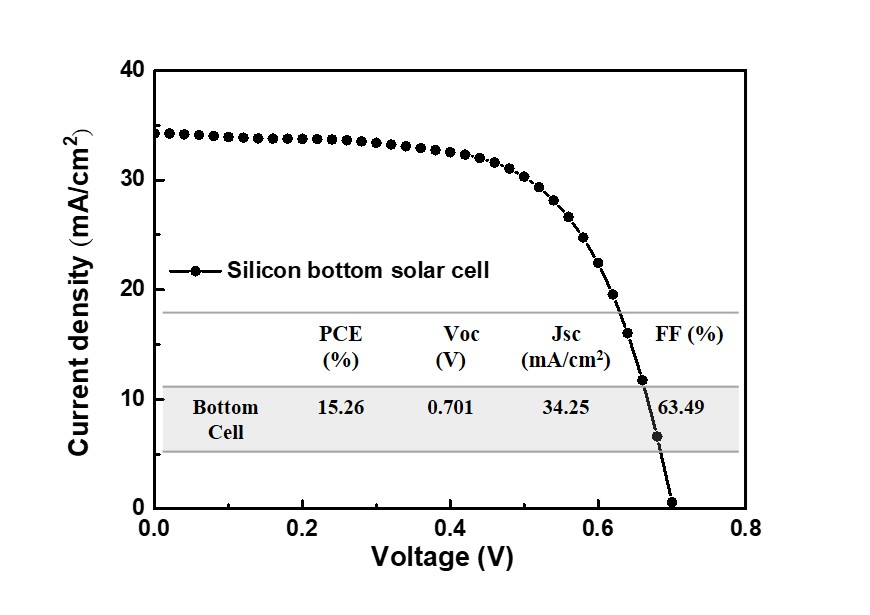 40
30
20
10
0
Current density (mA/cm²)
Silicon bottom solar cell
PCE (%) Voc (V) Jsc (mA/cm²) FF (%)
Bottom Cell 15.26 0.701 34.25 63.49
0.0 0.2 0.4 0.6 0.8
Voltage (V)